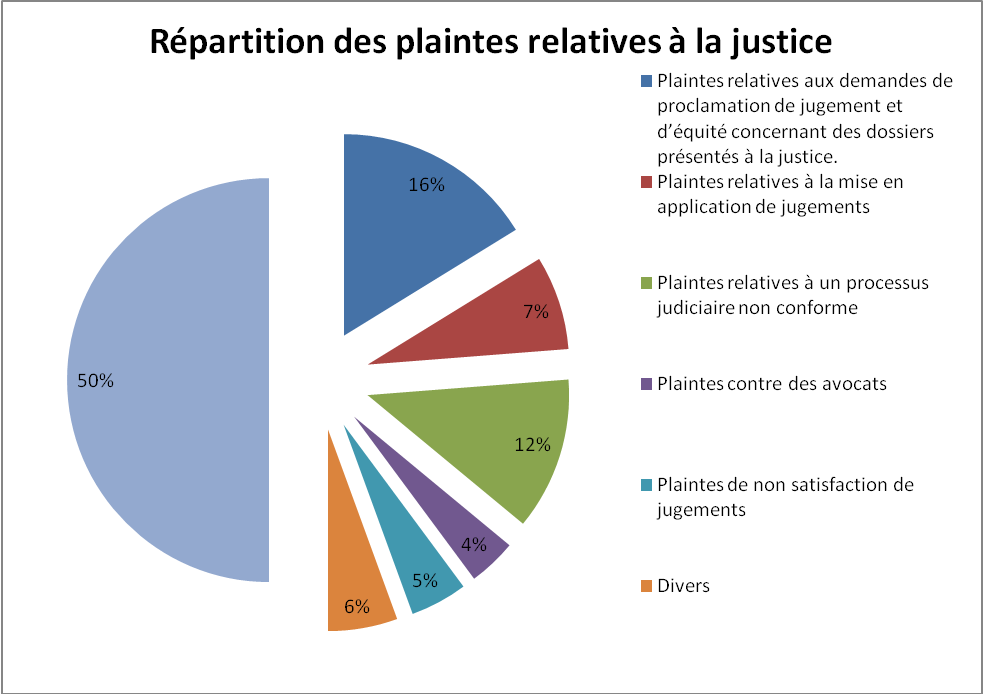 Répartition des plaintes relatives à la justice
Plaintes relatives aux demandes de
proclamation de jugement et
d’équité concernant des dossiers
présentés à la justice.
Plaintes relatives à la mise en
application de jugements
Plaintes relatives à un processus
judiciaire non conforme
Plaintes contre des avocats
Plaintes de non satisfaction de
jugements
Divers
16%
7%
12%
4%
5%
6%
50%